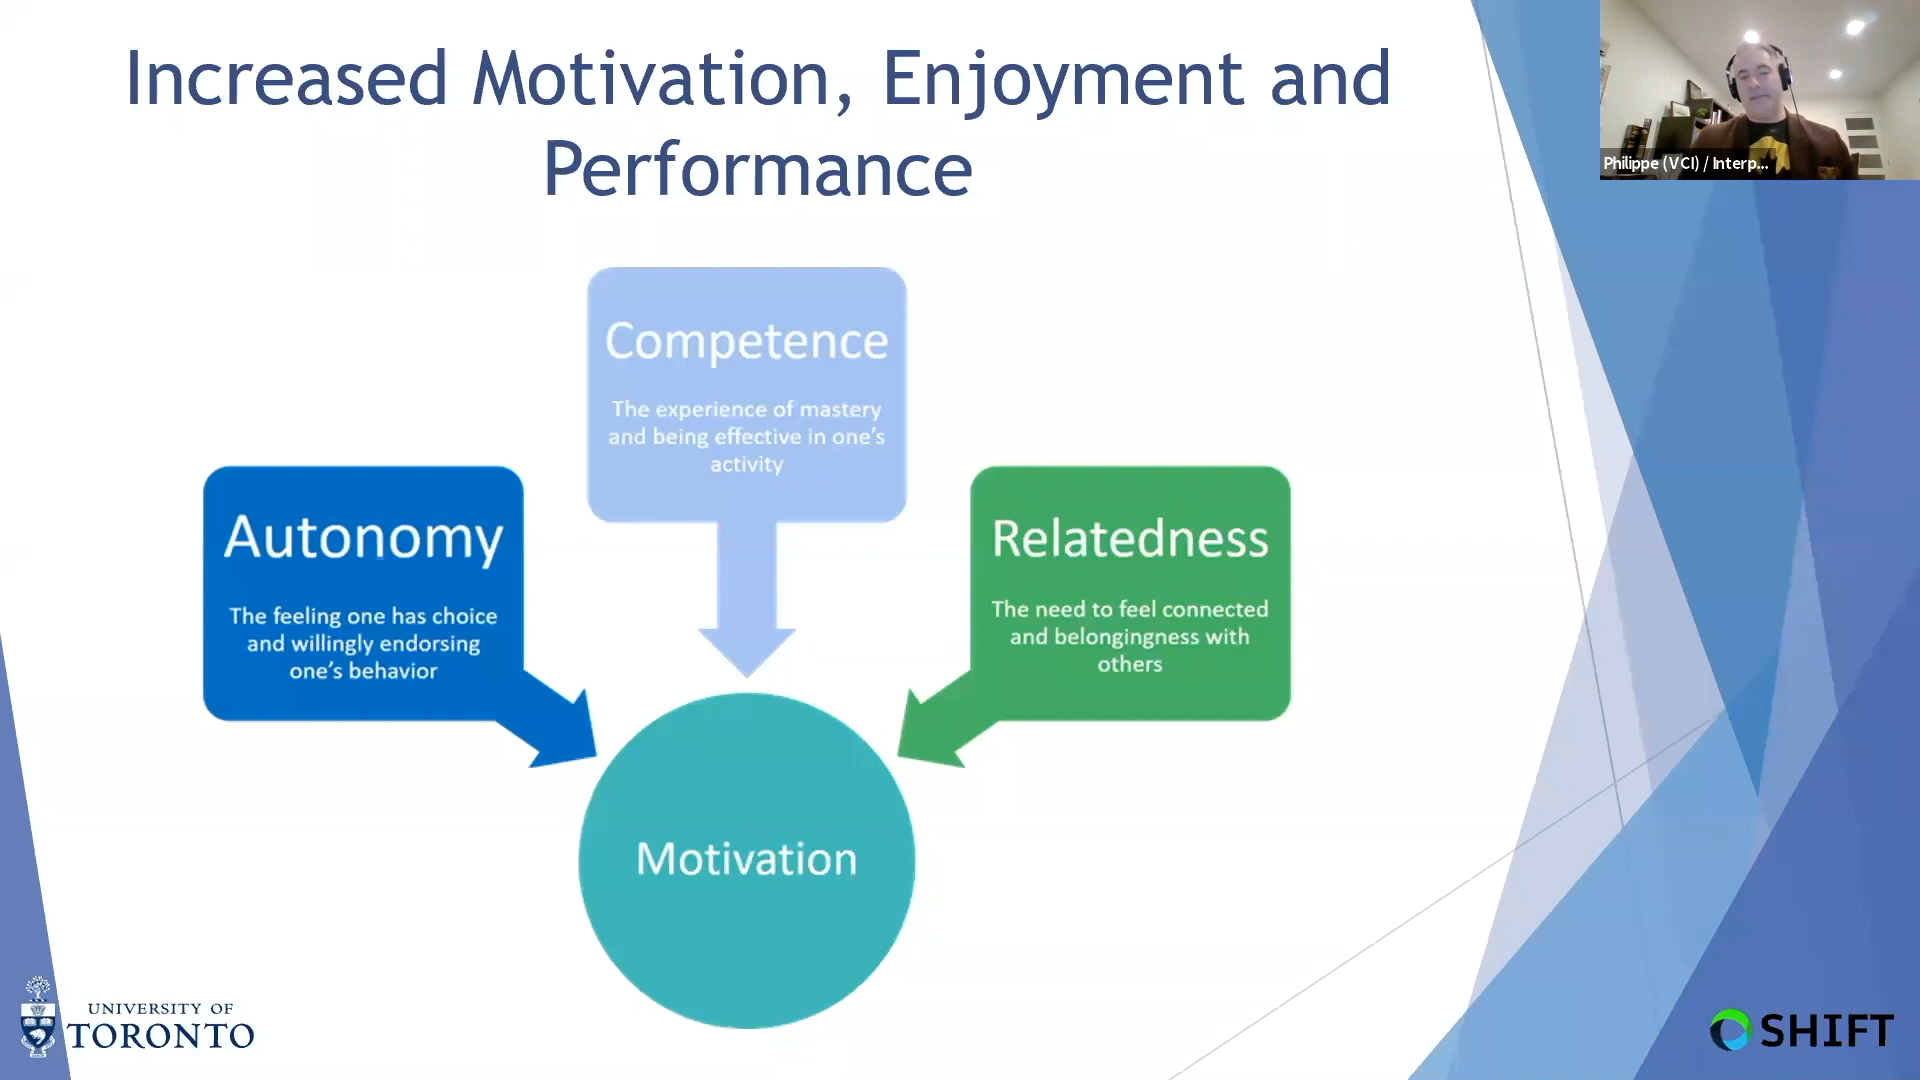 Increased Motivation, Enjoyment and
Performance
Philippe (VCI) / Interp...
Competence
The experience of mastery
and being effective in one's
activity
Autonomy
The feeling one has choice
and willingly endorsing
one's behavior
Relatedness
The need to feel connected
and belongingness with
others
Motivation
UNIVERSITY OF
TORONTO
SHIFT